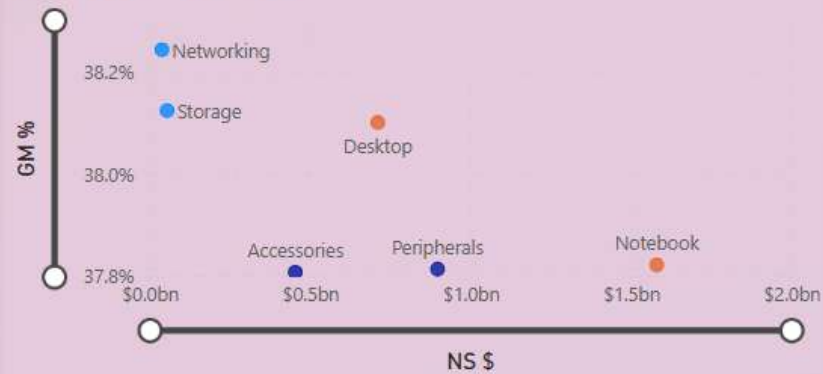 Networking
38.2%
Storage
Desktop
GM %
38.0%
Accessories
Peripherals
Notebook
37.8%
$0.0bn
$0.5bn
$1.0bn
$1.5bn
$2.0bn
NS $